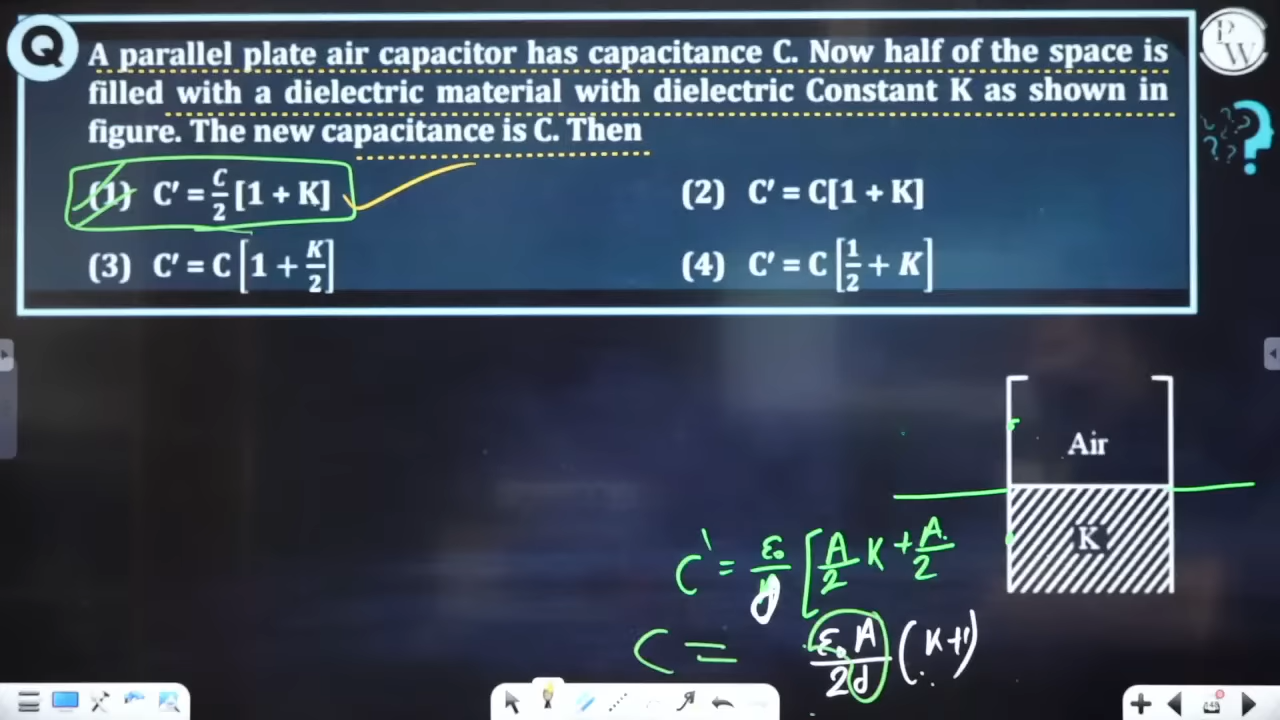 Q
A parallel plate air capacitor has capacitance C. Now half of the space is
filled with a dielectric material with dielectric Constant K as shown in
figure. The new capacitance is C. Then
(1) C′ = C/2 [1 + K]
(2) C′ = C[1 + K]
(3) C′ = C [1 + K/2]
(4) C′ = C [1/2 + K]
P
W
Air
K
C' = ε₀/d [A/2 K + A/2
C = ε₀A/2d (K+1)